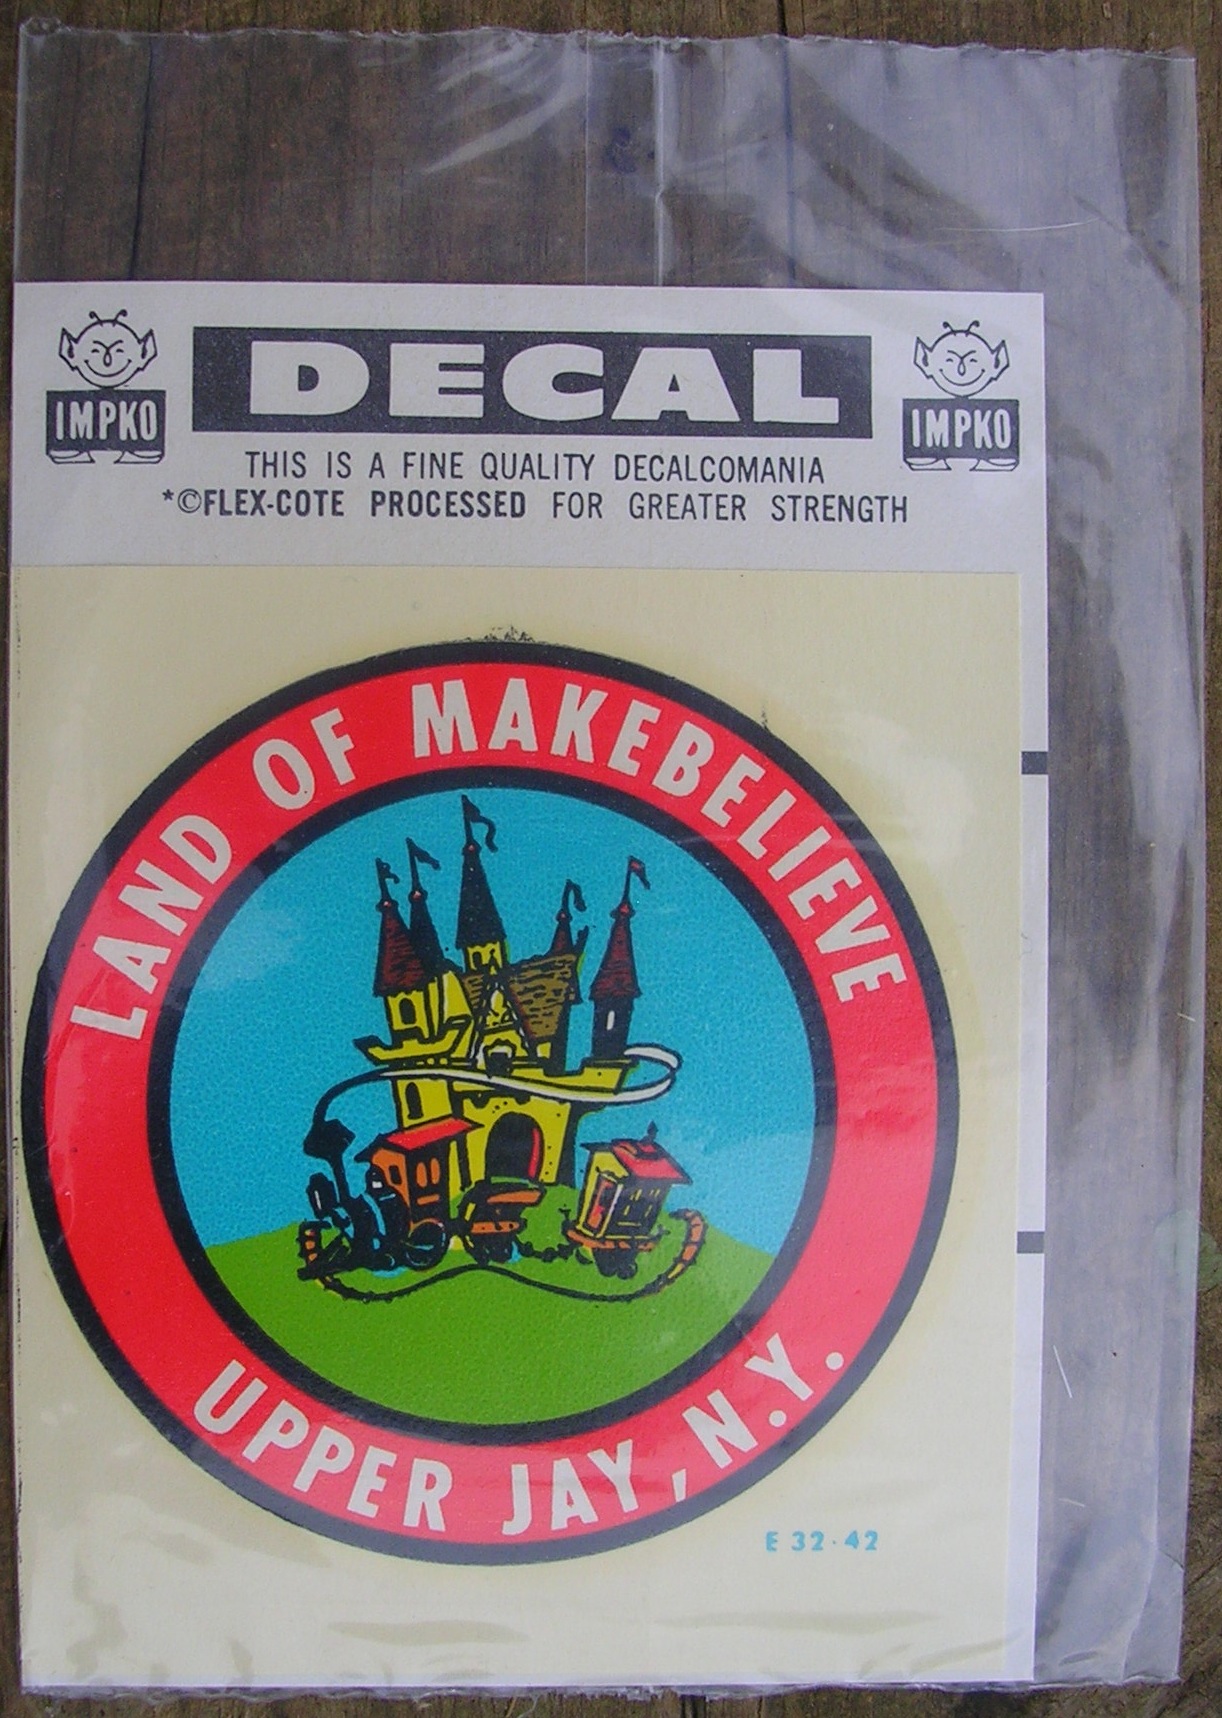 DECAL
IMPKO
IMPKO
THIS IS A FINE QUALITY DECALCOMANIA
*©FLEX-COTE PROCESSED FOR GREATER STRENGTH
LAND OF MAKEBELIEVE
UPPER JAY, N.Y.
E 32-42